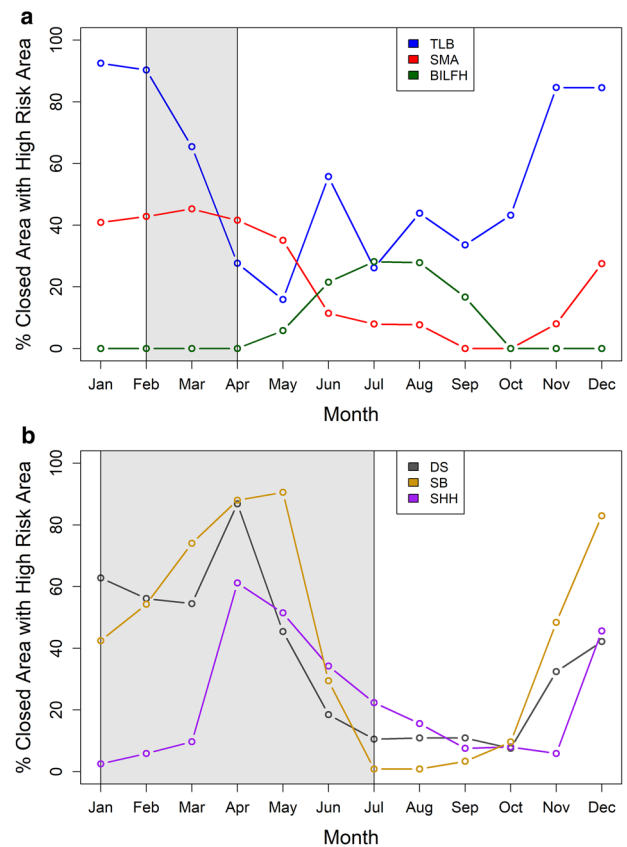 a
% Closed Area with High Risk Area
100
80
60
40
20
0
TLB
SMA
BILFH
Jan Feb Mar Apr May Jun Jul Aug Sep Oct Nov Dec
Month
b
% Closed Area with High Risk Area
100
80
60
40
20
0
DS
SB
SHH
Jan Feb Mar Apr May Jun Jul Aug Sep Oct Nov Dec
Month